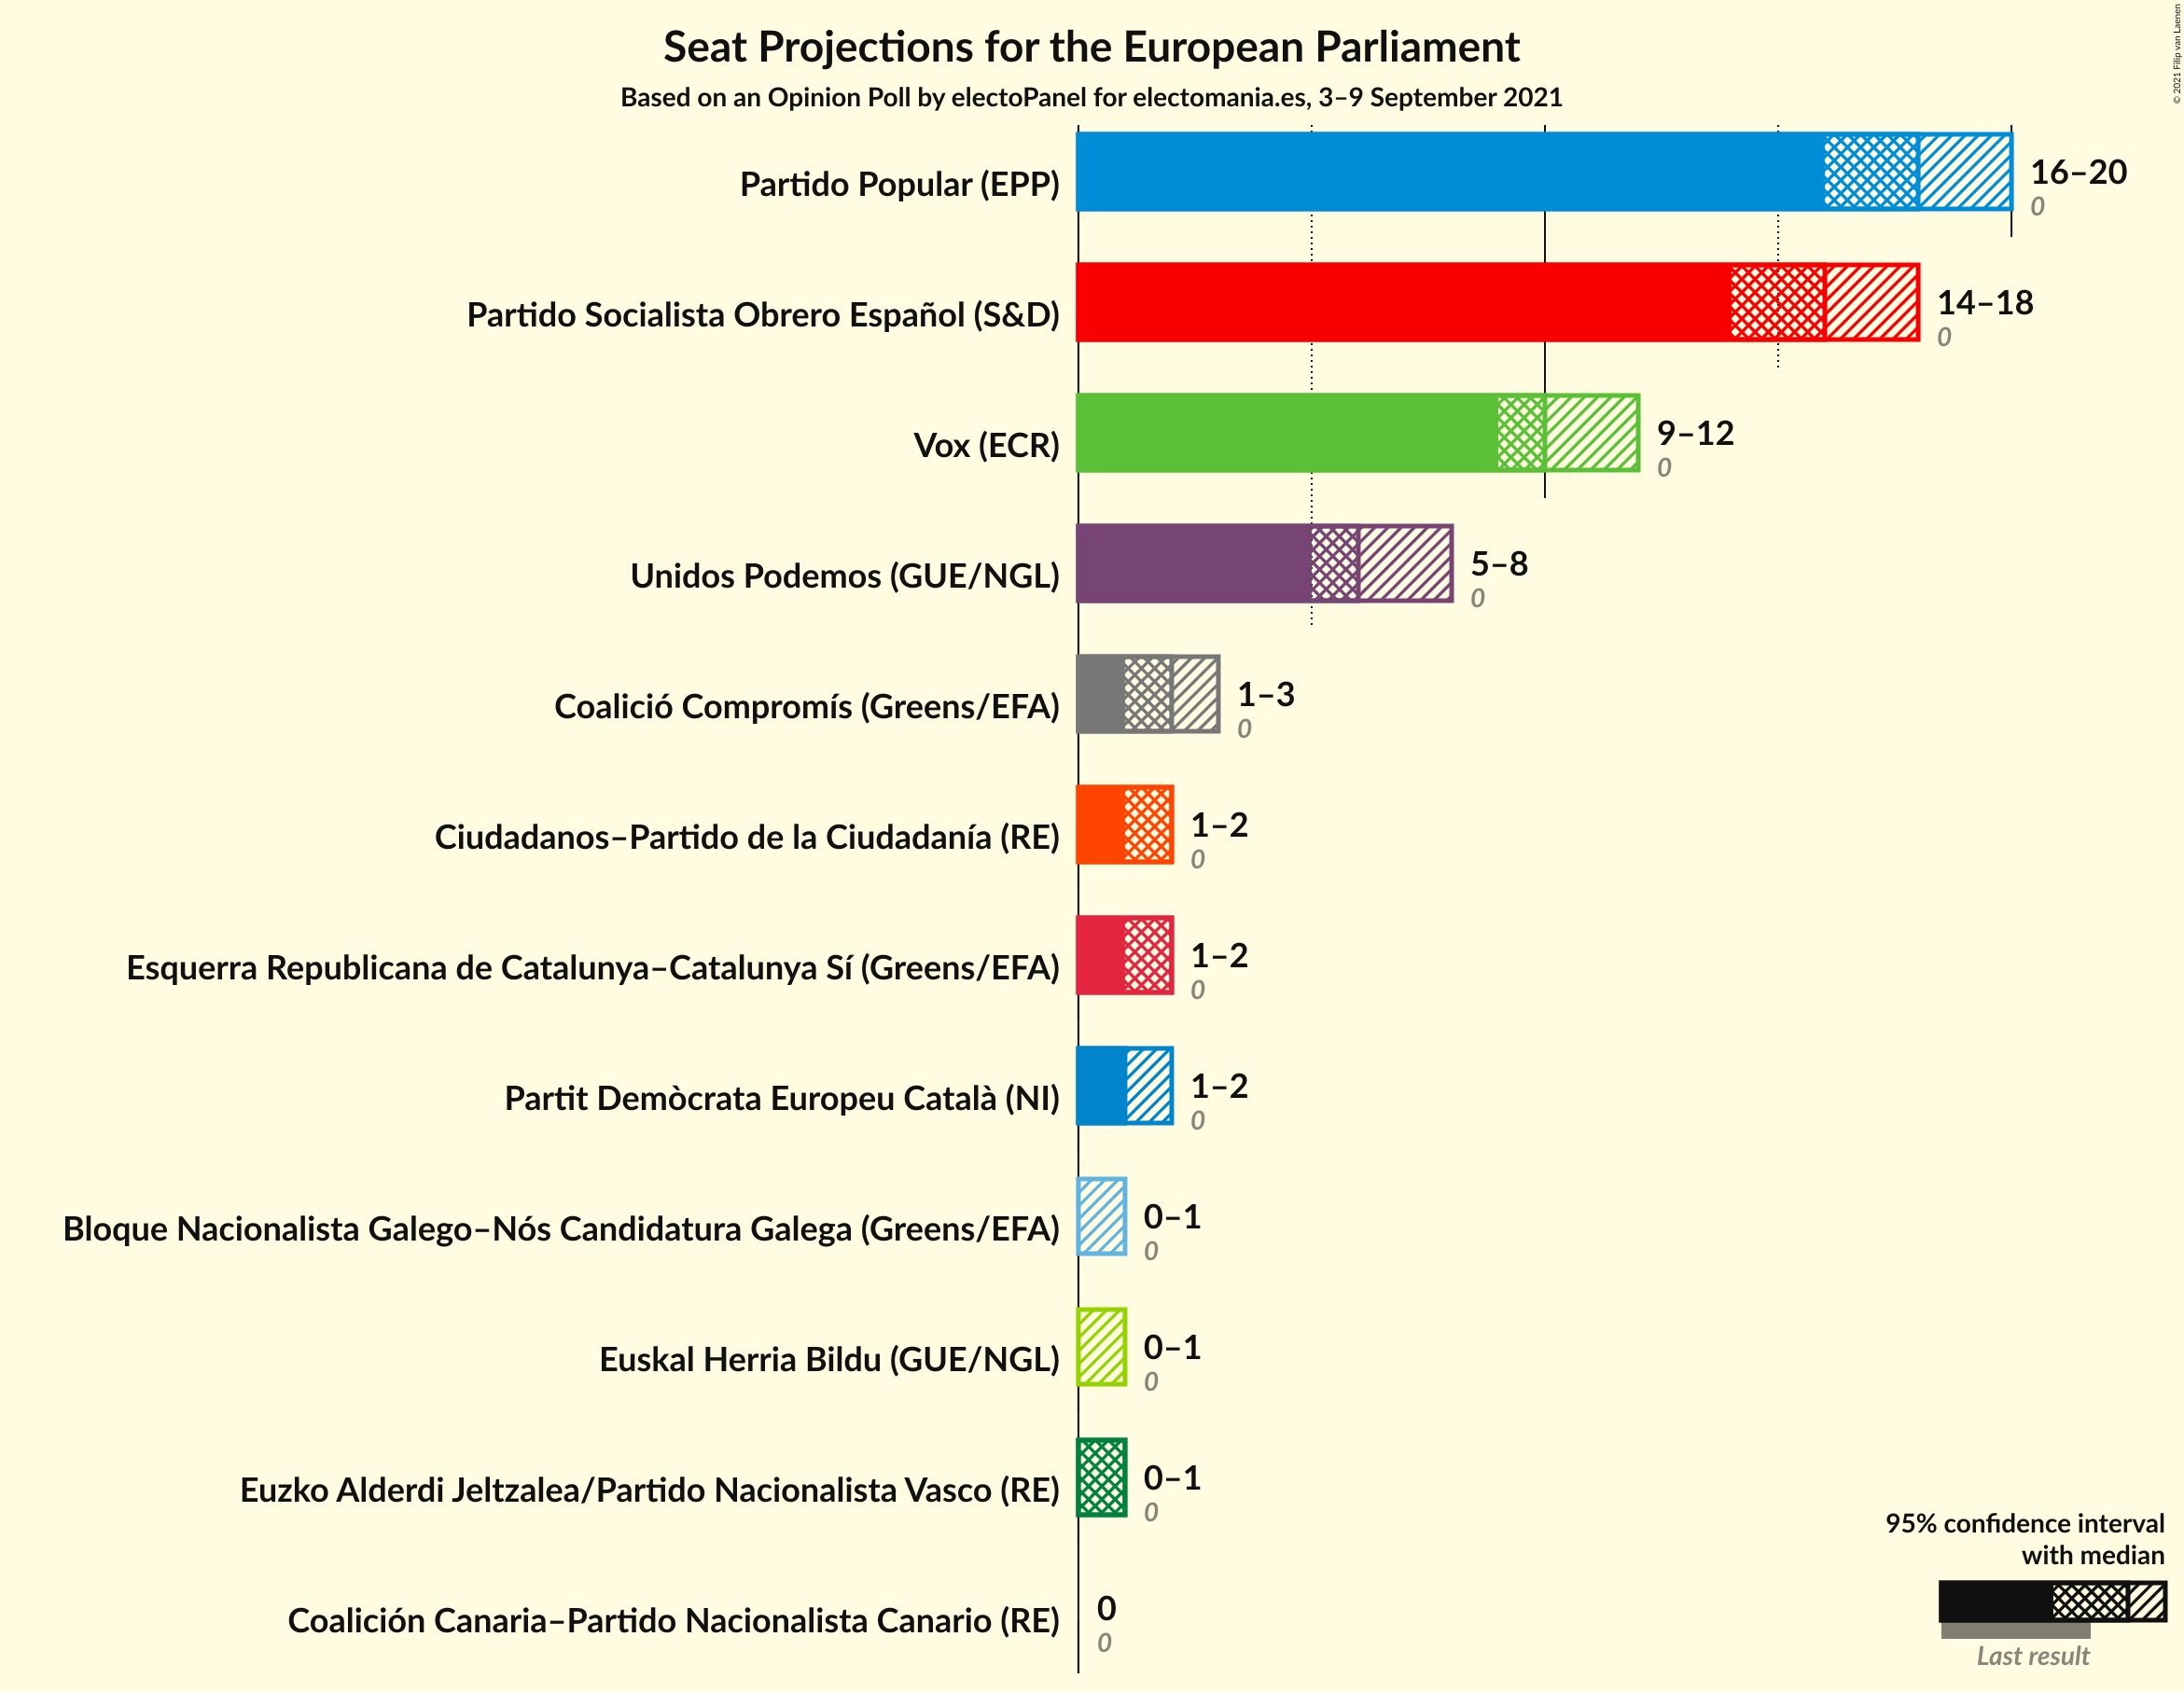 Seat Projections for the European Parliament
Based on an Opinion Poll by electoPanel for electomania.es, 3–9 September 2021
© 2021 Filip van Laenen
Partido Popular (EPP)
16–20
0
Partido Socialista Obrero Español (S&D)
14–18
0
Vox (ECR)
9–12
0
Unidos Podemos (GUE/NGL)
5–8
0
Coalició Compromís (Greens/EFA)
1–3
0
Ciudadanos–Partido de la Ciudadanía (RE)
1–2
0
Esquerra Republicana de Catalunya–Catalunya Sí (Greens/EFA)
1–2
0
Partit Demòcrata Europeu Català (NI)
1–2
0
Bloque Nacionalista Galego–Nós Candidatura Galega (Greens/EFA)
0–1
0
Euskal Herria Bildu (GUE/NGL)
0–1
0
Euzko Alderdi Jeltzalea/Partido Nacionalista Vasco (RE)
0–1
0
Coalición Canaria–Partido Nacionalista Canario (RE)
0
0
95% confidence interval
with median
Last result